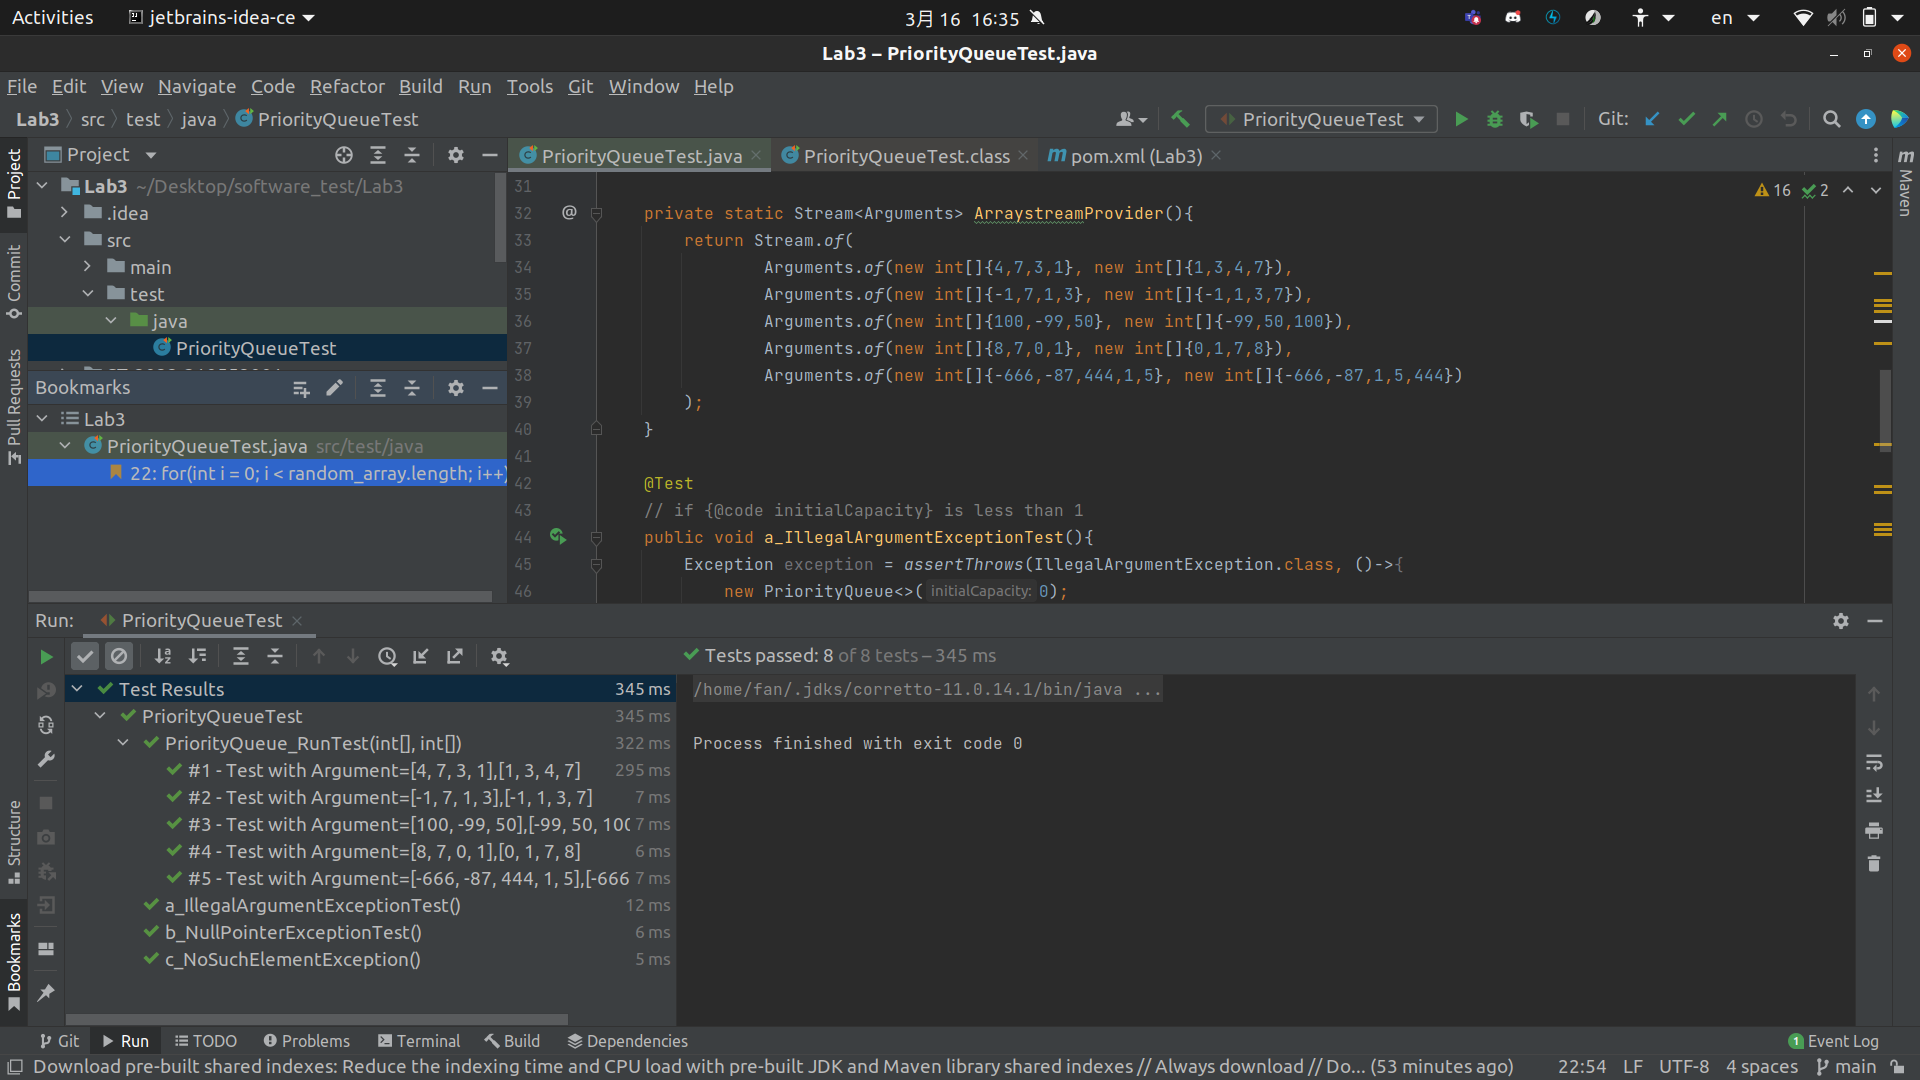 Activities jetbrains-idea-ce 3月 16 16:35 en
Lab3 – PriorityQueueTest.java
File Edit View Navigate Code Refactor Build Run Tools Git Window Help
Lab3 src test java PriorityQueueTest PriorityQueueTest Git:
Project PriorityQueueTest.java PriorityQueueTest.class m pom.xml (Lab3) m
Project
Commit
Pull Requests
Structure
Bookmarks
Maven
Lab3 ~/Desktop/software_test/Lab3
.idea
src
main
test
java
PriorityQueueTest
Bookmarks
Lab3
PriorityQueueTest.java src/test/java
22: for(int i = 0; i < random_array.length; i++)
16 2
31
32 @ private static Stream<Arguments> ArraystreamProvider(){
33 return Stream.of(
34 Arguments.of(new int[]{4,7,3,1}, new int[]{1,3,4,7}),
35 Arguments.of(new int[]{-1,7,1,3}, new int[]{-1,1,3,7}),
36 Arguments.of(new int[]{100,-99,50}, new int[]{-99,50,100}),
37 Arguments.of(new int[]{8,7,0,1}, new int[]{0,1,7,8}),
38 Arguments.of(new int[]{-666,-87,444,1,5}, new int[]{-666,-87,1,5,444})
39 );
40 }
41
42 @Test
43 // if {@code initialCapacity} is less than 1
44 public void a_IllegalArgumentExceptionTest(){
45 Exception exception = assertThrows(IllegalArgumentException.class, ()->{
46 new PriorityQueue<>( initialCapacity: 0);
Run: PriorityQueueTest
Tests passed: 8 of 8 tests – 345 ms
Test Results 345 ms
PriorityQueueTest 345 ms
PriorityQueue_RunTest(int[], int[]) 322 ms
#1 - Test with Argument=[4, 7, 3, 1],[1, 3, 4, 7] 295 ms
#2 - Test with Argument=[-1, 7, 1, 3],[-1, 1, 3, 7] 7 ms
#3 - Test with Argument=[100, -99, 50],[-99, 50, 100 7 ms
#4 - Test with Argument=[8, 7, 0, 1],[0, 1, 7, 8] 6 ms
#5 - Test with Argument=[-666, -87, 444, 1, 5],[-666 7 ms
a_IllegalArgumentExceptionTest() 12 ms
b_NullPointerExceptionTest() 6 ms
c_NoSuchElementException() 5 ms
/home/fan/.jdks/corretto-11.0.14.1/bin/java ...
Process finished with exit code 0
Git Run TODO Problems Terminal Build Dependencies 1 Event Log
Download pre-built shared indexes: Reduce the indexing time and CPU load with pre-built JDK and Maven library shared indexes // Always download // Do... (53 minutes ago) 22:54 LF UTF-8 4 spaces main